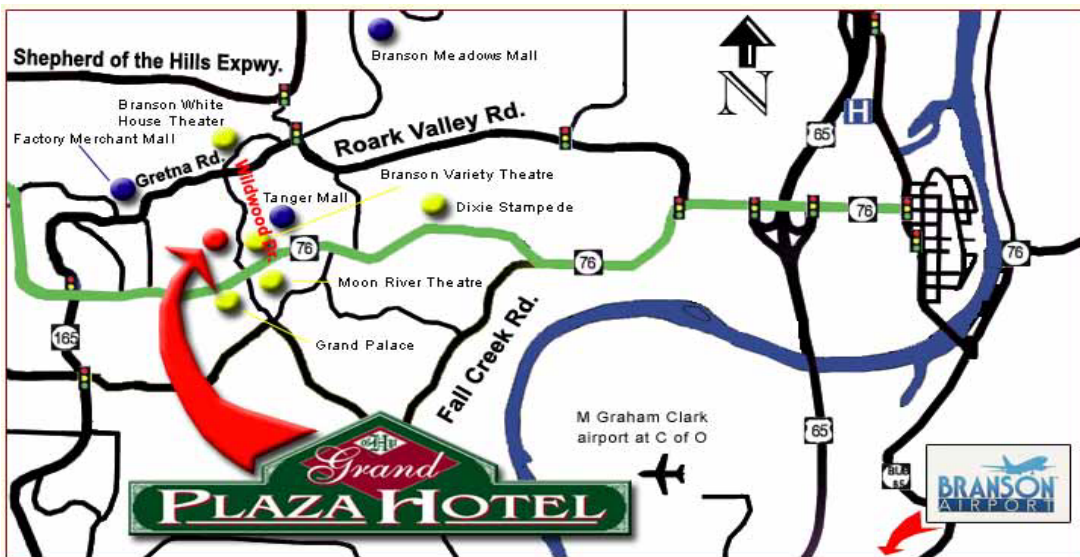 Branson Meadows Mall
Shepherd of the Hills Expwy.
N
Branson White
House Theater
Factory Merchant Mall
Gretna Rd.
Roark Valley Rd.
Wildwood Dr.
Branson Variety Theatre
Tanger Mall
Dixie Stampede
65
H
76
76
76
76
Moon River Theatre
Grand Palace
165
Fall Creek Rd.
M Graham Clark
airport at C of O
65
Grand
PLAZA HOTEL
BRANSON
AIRPORT